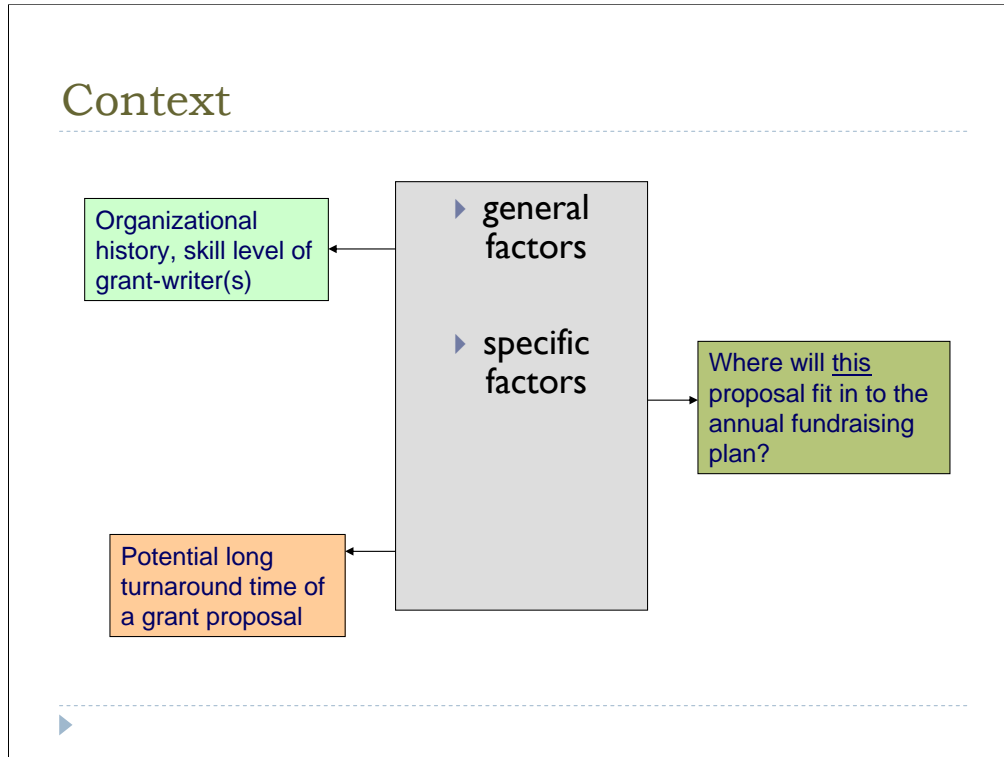 Context
Organizational
history, skill level of
grant-writer(s)
general
factors
specific
factors
Where will this
proposal fit in to the
annual fundraising
plan?
Potential long
turnaround time of
a grant proposal